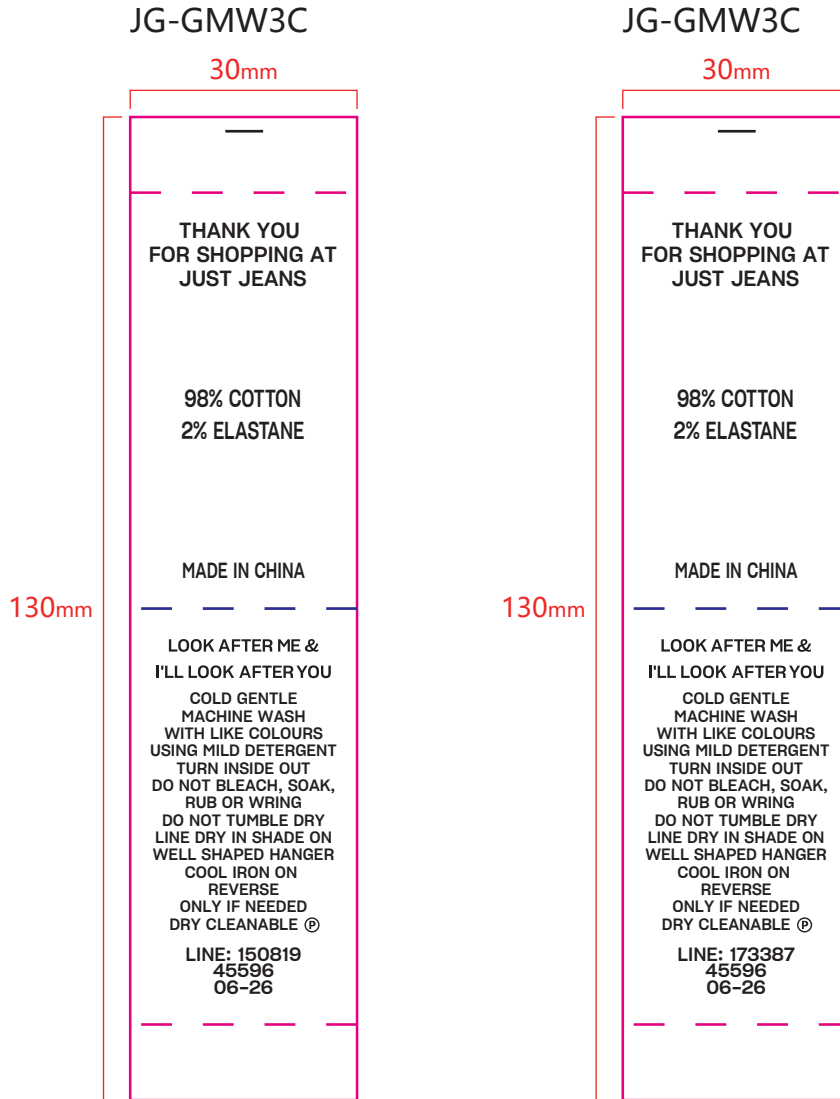 JG-GMW3C
30mm
130mm
THANK YOU
FOR SHOPPING AT
JUST JEANS
98% COTTON
2% ELASTANE
MADE IN CHINA
LOOK AFTER ME &
I'LL LOOK AFTER YOU
COLD GENTLE
MACHINE WASH
WITH LIKE COLOURS
USING MILD DETERGENT
TURN INSIDE OUT
DO NOT BLEACH, SOAK,
RUB OR WRING
DO NOT TUMBLE DRY
LINE DRY IN SHADE ON
WELL SHAPED HANGER
COOL IRON ON
REVERSE
ONLY IF NEEDED
DRY CLEANABLE Ⓟ
LINE: 150819
45596
06-26
JG-GMW3C
30mm
130mm
THANK YOU
FOR SHOPPING AT
JUST JEANS
98% COTTON
2% ELASTANE
MADE IN CHINA
LOOK AFTER ME &
I'LL LOOK AFTER YOU
COLD GENTLE
MACHINE WASH
WITH LIKE COLOURS
USING MILD DETERGENT
TURN INSIDE OUT
DO NOT BLEACH, SOAK,
RUB OR WRING
DO NOT TUMBLE DRY
LINE DRY IN SHADE ON
WELL SHAPED HANGER
COOL IRON ON
REVERSE
ONLY IF NEEDED
DRY CLEANABLE Ⓟ
LINE: 173387
45596
06-26